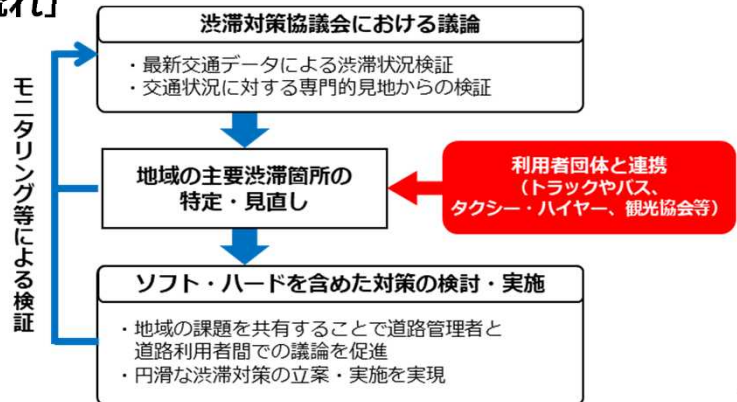 流れ」
渋滞対策協議会における議論
・最新交通データによる渋滞状況検証
・交通状況に対する専門的見地からの検証
モニタリング等による検証
地域の主要渋滞箇所の
特定・見直し
利用者団体と連携
（トラックやバス、
タクシー・ハイヤー、観光協会等）
ソフト・ハードを含めた対策の検討・実施
・地域の課題を共有することで道路管理者と
道路利用者間での議論を促進
・円滑な渋滞対策の立案・実施を実現